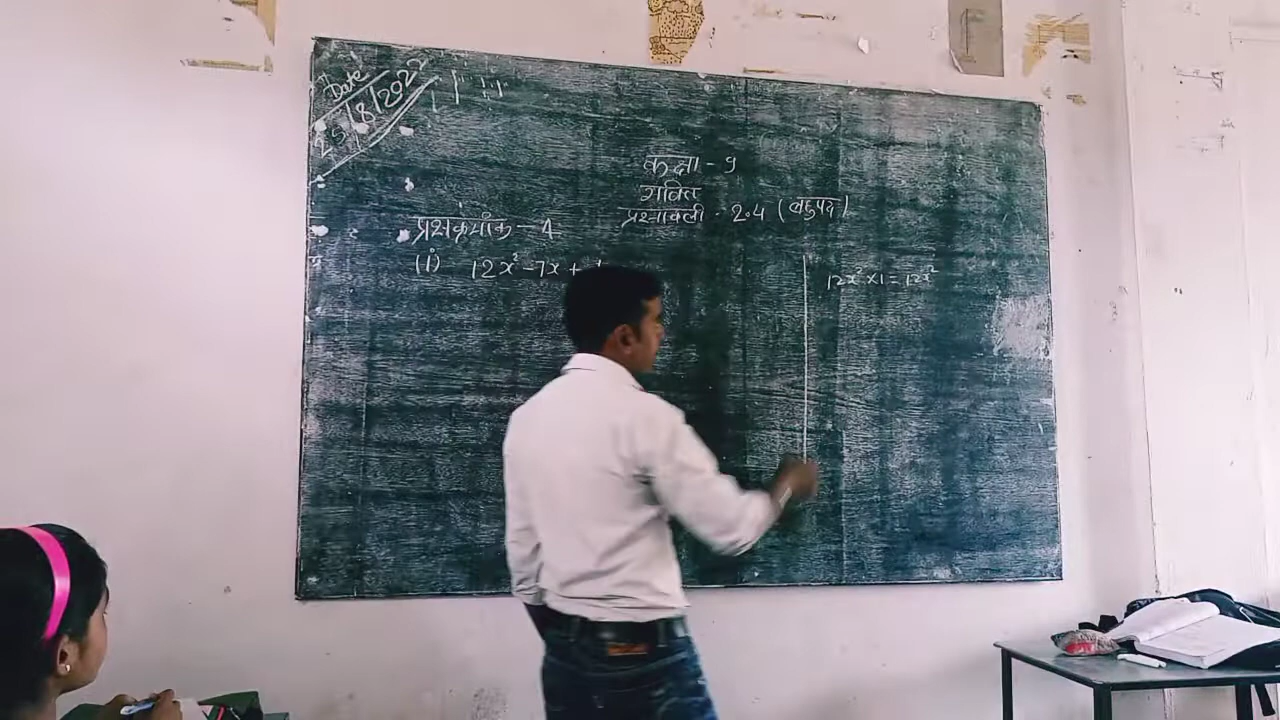 Date
25/8/2022
कक्षा - 9
गणित
प्रश्नावली - 2.4 (बहुपद)
प्रश्न क्रमांक - 4
(i) 12x² - 7x +
12x² × 1 = 12x²